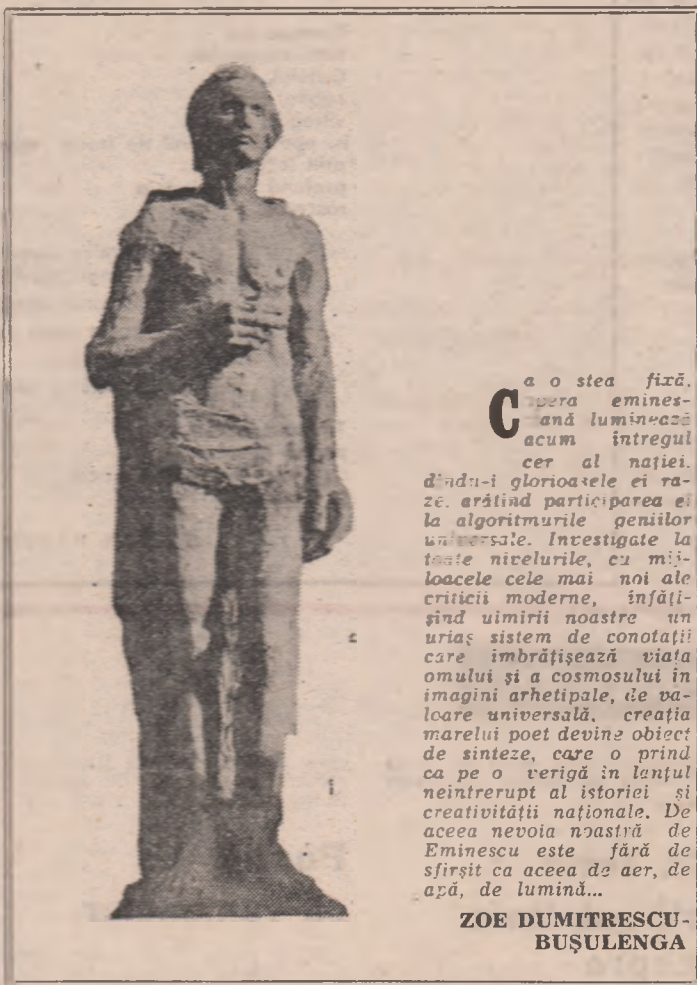 Ca o stea fixă,
opera emines-
ciană luminează
acum întregul
cer al nației.
dîndu-i glorioasele ei ra-
ze. arătînd participarea ei
la algoritmurile geniilor
universale. Investigate la
toate nivelurile, cu mij-
loacele cele mai noi ale
criticii moderne, înfăți-
șînd uimirii noastre un
uriaș sistem de conotații
care îmbrățișează viața
omului și a cosmosului în
imagini arhetipale, de va-
loare universală, creația
marelui poet devine obiect
de sinteze, care o prind
ca pe o verigă în lanțul
neintrerupt al istoriei și
creativității naționale. De
aceea nevoia noastră de
Eminescu este fără de
sfîrșit ca aceea de aer, de
apă, de lumină...
ZOE DUMITRESCU-
BUȘULENGA